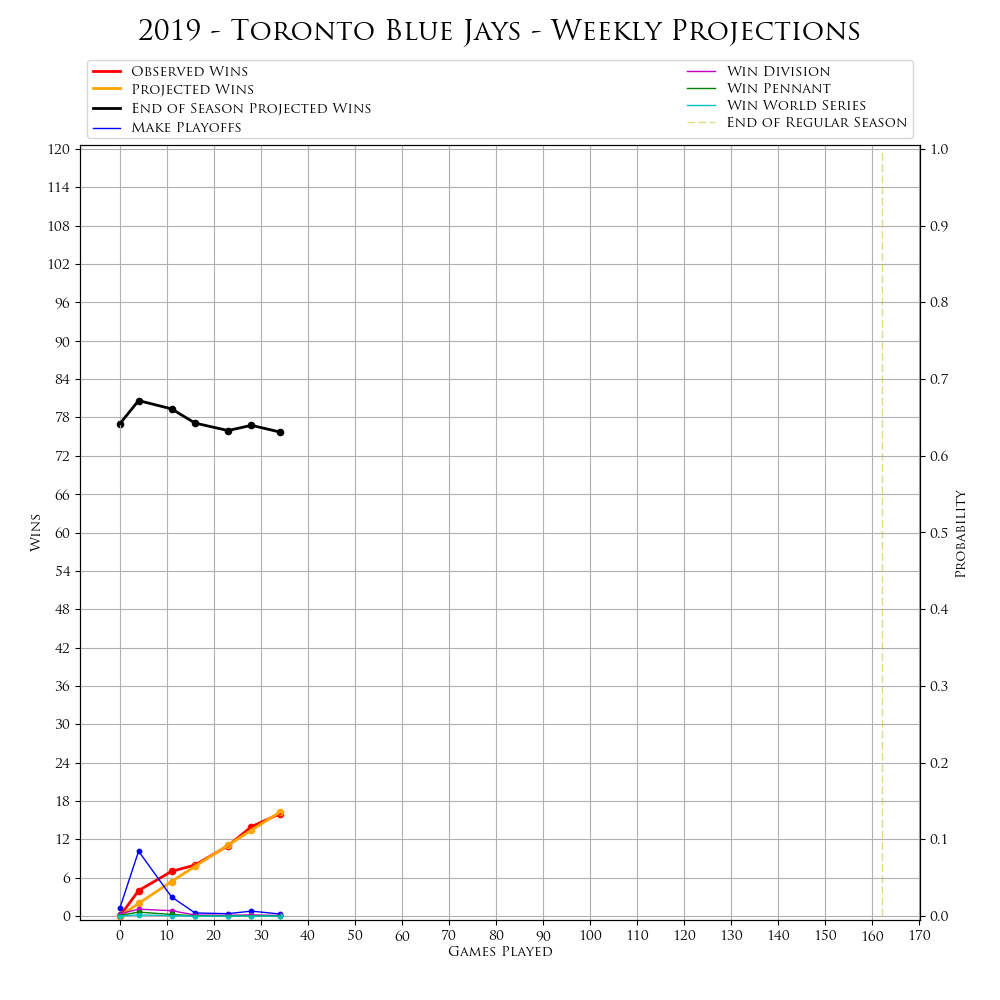 2019 - Toronto Blue Jays - Weekly Projections
Observed Wins
Projected Wins
End of Season Projected Wins
Make Playoffs
Win Division
Win Pennant
Win World Series
End of Regular Season
120
114
108
102
96
90
84
78
72
66
60
54
48
42
36
30
24
18
12
6
0
Wins
1.0
0.9
0.8
0.7
0.6
0.5
0.4
0.3
0.2
0.1
0.0
Probability
0 10 20 30 40 50 60 70 80 90 100 110 120 130 140 150 160 170
Games Played